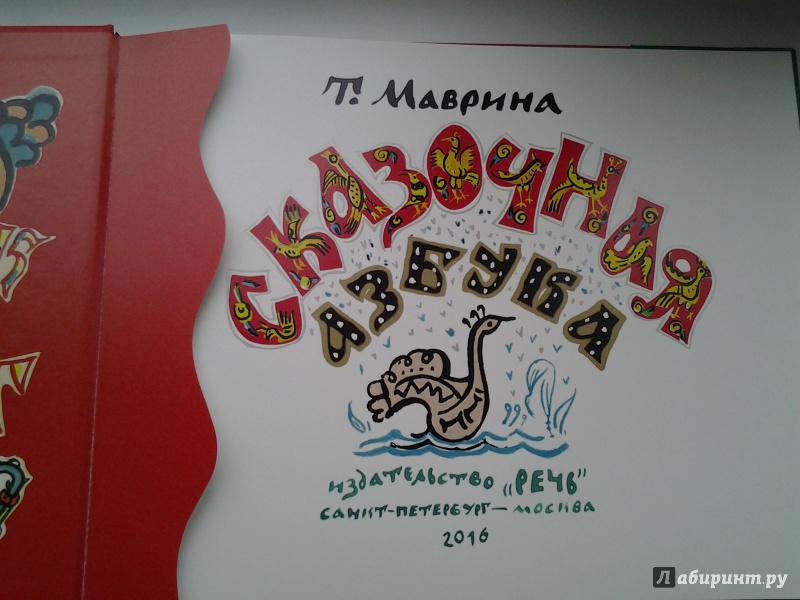 Т. Маврина
СКАЗОЧНАЯ
АЗБУКА
ИЗДАТЕЛЬСТВО „РЕЧЬ”
САНКТ-ПЕТЕРБУРГ — МОСКВА
2016
Лабиринт.ру